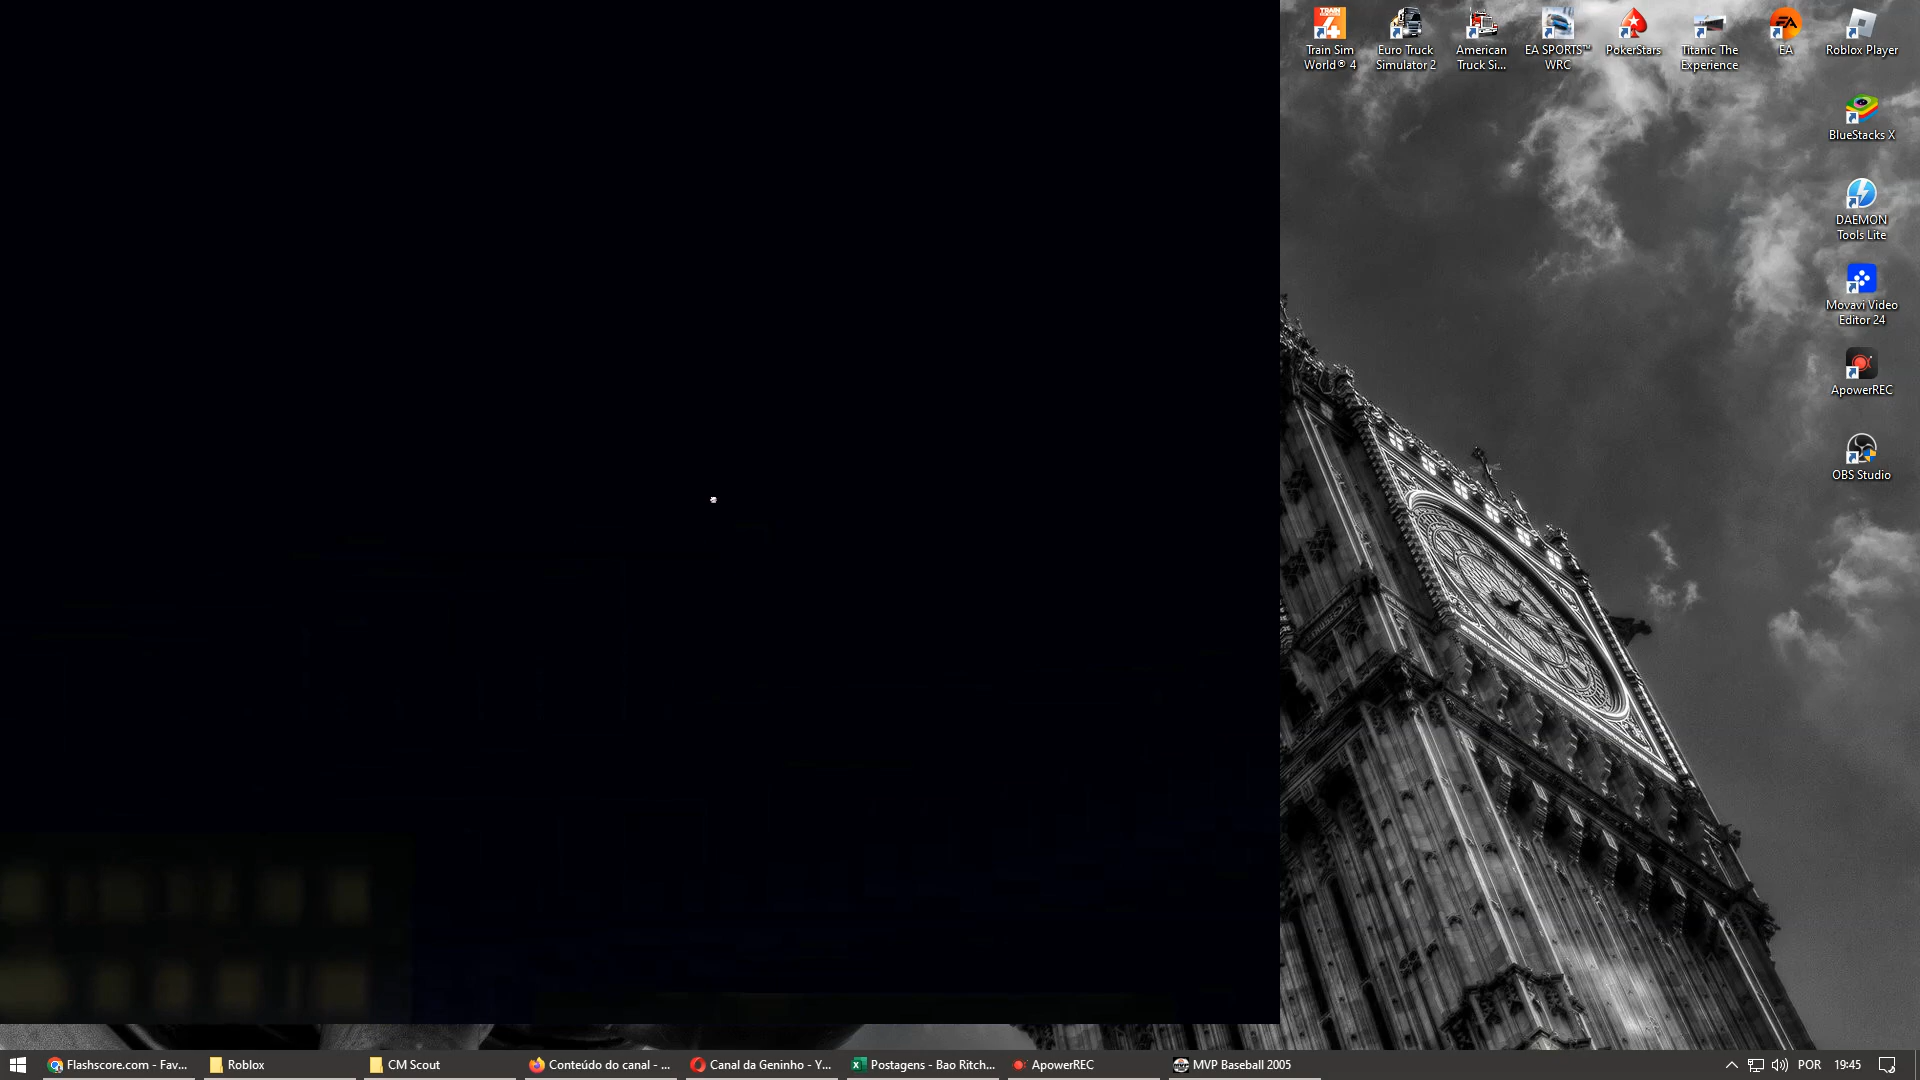 Train Sim
World® 4
Euro Truck
Simulator 2
American
Truck Si...
EA SPORTS™
WRC
PokerStars
Titanic The
Experience
EA
Roblox Player
BlueStacks X
DAEMON
Tools Lite
Movavi Video
Editor 24
ApowerREC
OBS Studio
Flashscore.com - Fav...
Roblox
CM Scout
Conteúdo do canal - ...
Canal da Geninho - Y...
Postagens - Bao Ritch...
ApowerREC
MVP Baseball 2005
POR
19:45